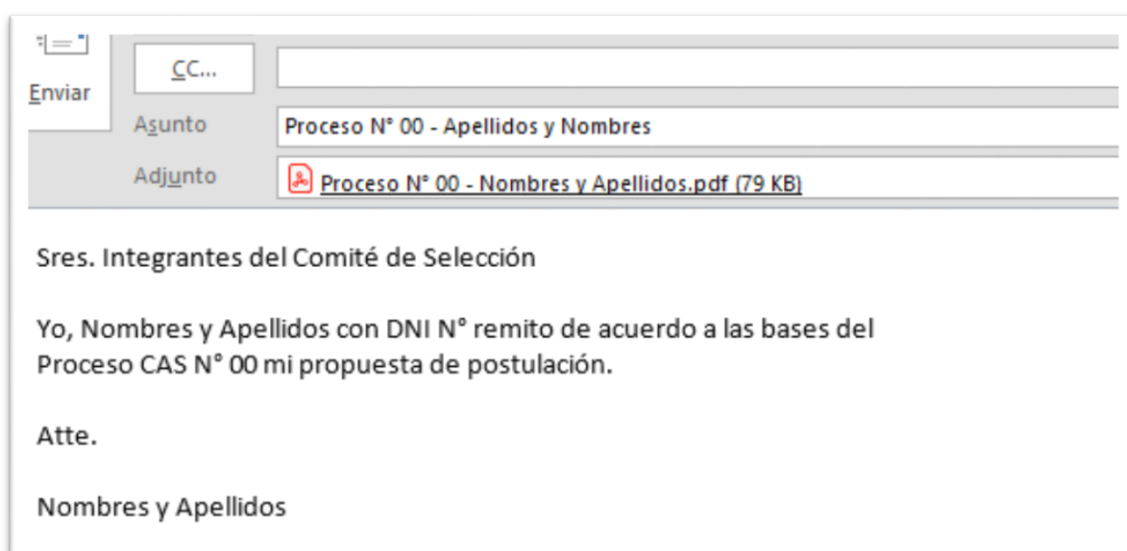 CC...
Enviar
Asunto
Proceso N° 00 - Apellidos y Nombres
Adjunto
Proceso N° 00 - Nombres y Apellidos.pdf (79 KB)
Sres. Integrantes del Comité de Selección
Yo, Nombres y Apellidos con DNI N° remito de acuerdo a las bases del
Proceso CAS N° 00 mi propuesta de postulación.
Atte.
Nombres y Apellidos